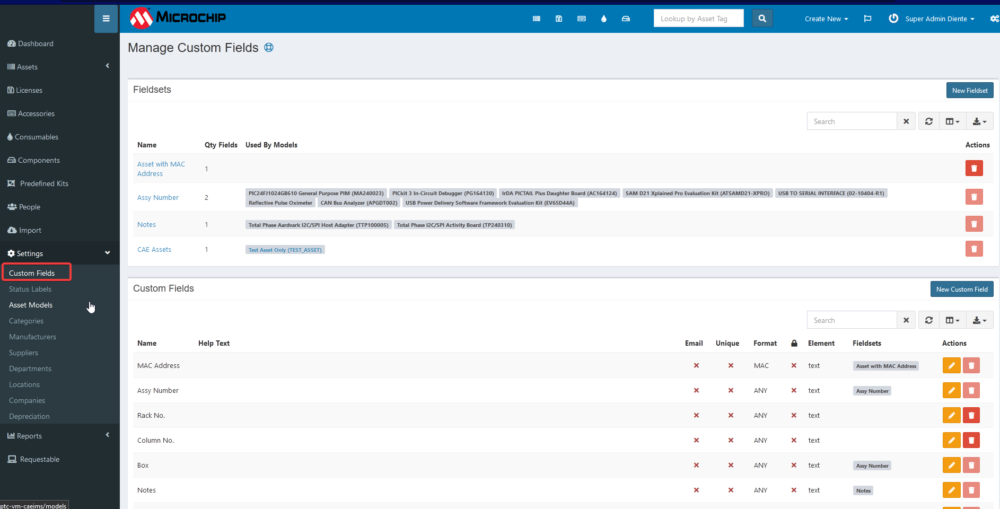 MICROCHIP
Lookup by Asset Tag
Create New
Super Admin Diente
Dashboard
Assets
Licenses
Accessories
Consumables
Components
Predefined Kits
People
Import
Settings
Custom Fields
Status Labels
Asset Models
Categories
Manufacturers
Suppliers
Departments
Locations
Companies
Depreciation
Reports
Requestable
ptc-vm-caeims/models
Manage Custom Fields
Fieldsets
New Fieldset
Search
Name Qty Fields Used By Models Actions
Asset with MAC
Address 1
Assy Number 2 PIC24FJ1024GB610 General Purpose PIM (MA240023) PICkit 3 In-Circuit Debugger (PG164130) IrDA PICTAIL Plus Daughter Board (AC164124) SAM D21 Xplained Pro Evaluation Kit (ATSAMD21-XPRO) USB TO SERIAL INTERFACE (02-10404-R1)
Reflective Pulse Oximeter CAN Bus Analyzer (APGDT002) USB Power Delivery Software Framework Evaluation Kit (EV65D44A)
Notes 1 Total Phase Aardvark I2C/SPI Host Adapter (TTP100005) Total Phase I2C/SPI Activity Board (TP240310)
CAE Assets 1 Test Asset Only (TEST_ASSET)
Custom Fields
New Custom Field
Search
Name Help Text Email Unique Format Element Fieldsets Actions
MAC Address MAC text Asset with MAC Address
Assy Number ANY text Assy Number
Rack No. ANY text
Column No. ANY text
Box ANY text Assy Number
Notes ANY text Notes